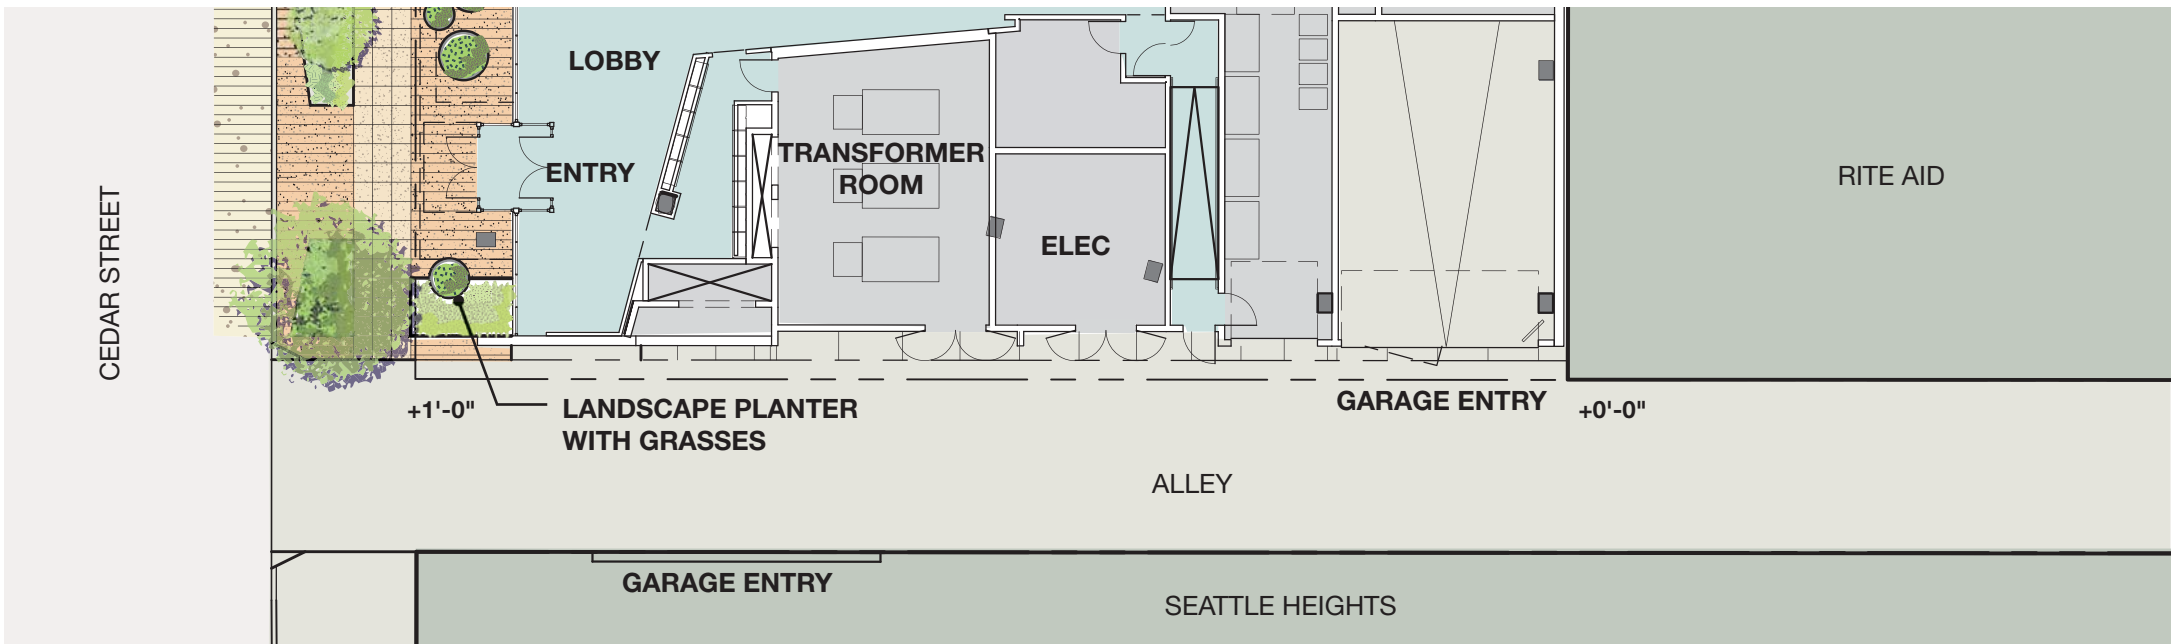 LOBBY
ENTRY
TRANSFORMER
ROOM
ELEC
RITE AID
CEDAR STREET
+1'-0"
LANDSCAPE PLANTER
WITH GRASSES
GARAGE ENTRY
+0'-0"
ALLEY
GARAGE ENTRY
SEATTLE HEIGHTS